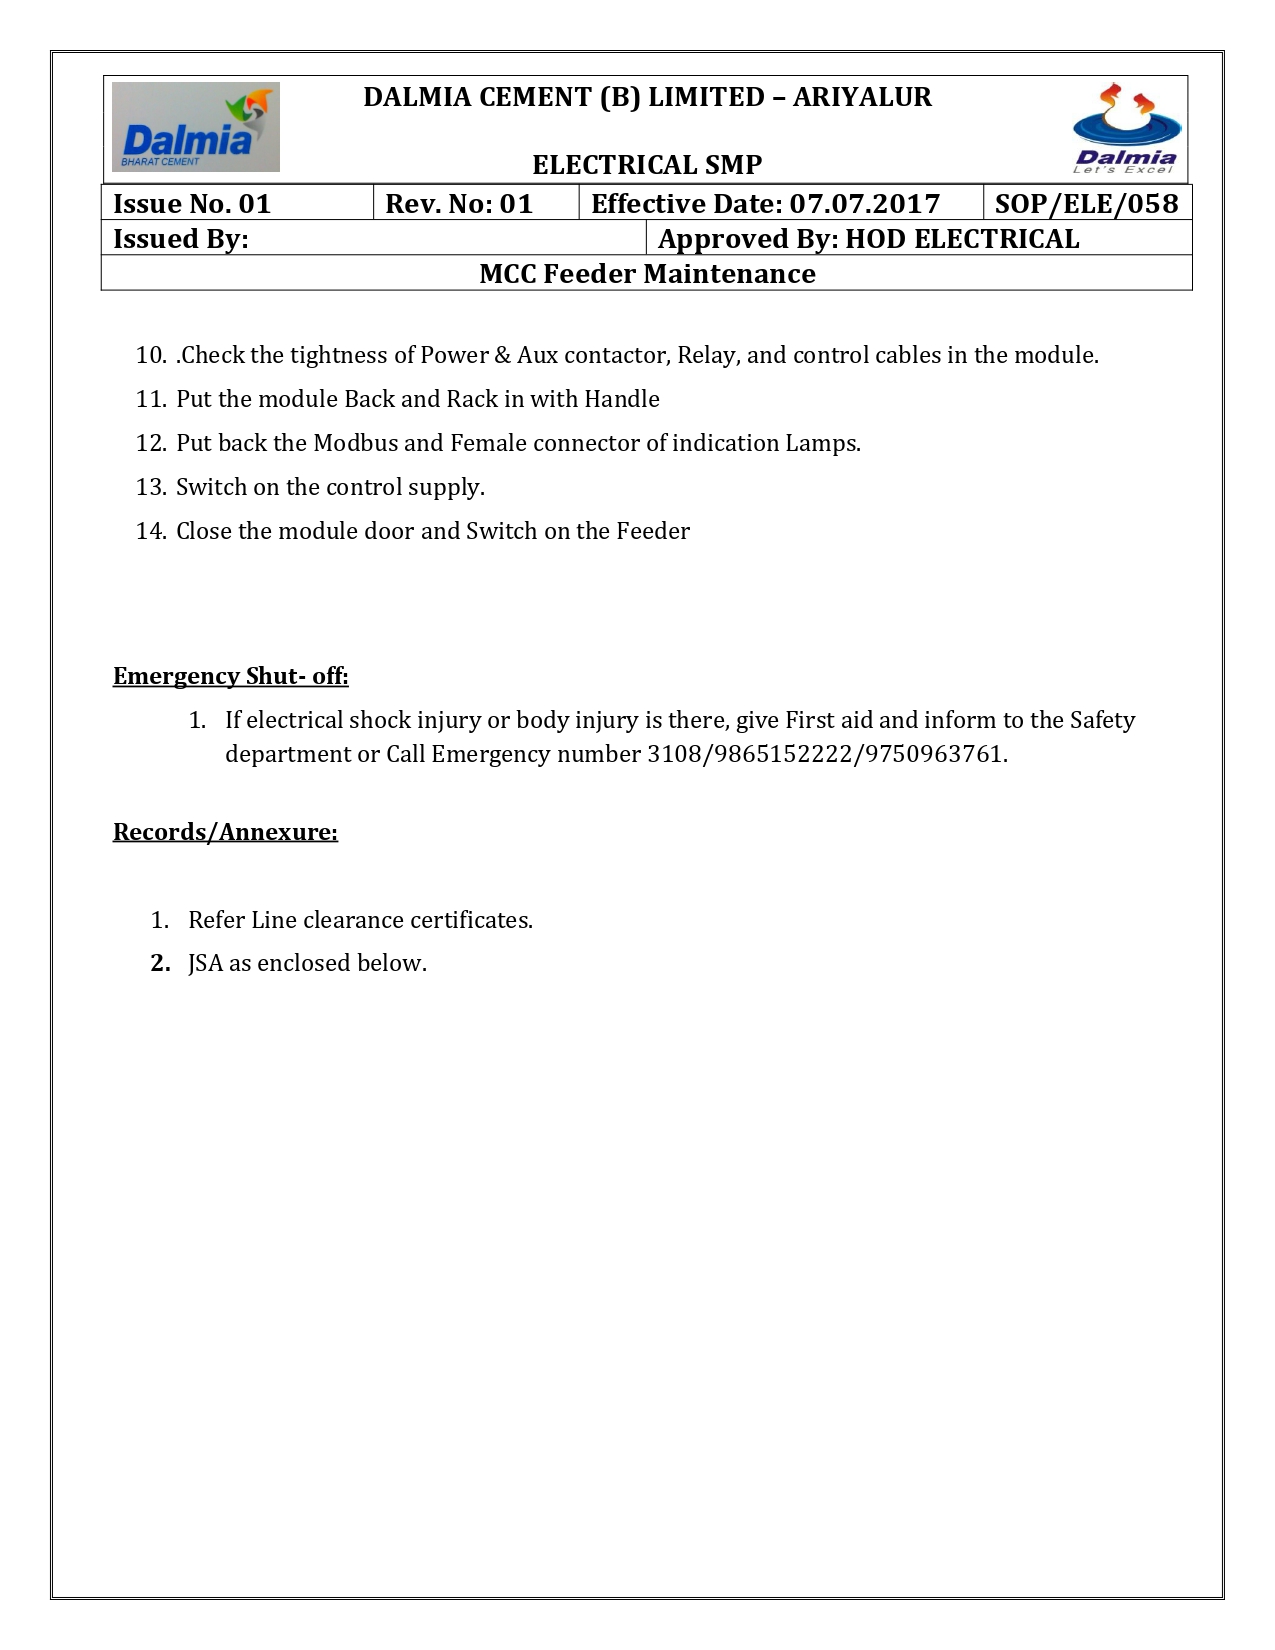 Dalmia
BHARAT CEMENT
DALMIA CEMENT (B) LIMITED – ARIYALUR
ELECTRICAL SMP
Dalmia
Let's Excel
Issue No. 01 Rev. No: 01 Effective Date: 07.07.2017 SOP/ELE/058
Issued By: Approved By: HOD ELECTRICAL
MCC Feeder Maintenance
10. .Check the tightness of Power & Aux contactor, Relay, and control cables in the module.
11. Put the module Back and Rack in with Handle
12. Put back the Modbus and Female connector of indication Lamps.
13. Switch on the control supply.
14. Close the module door and Switch on the Feeder
Emergency Shut- off:
1. If electrical shock injury or body injury is there, give First aid and inform to the Safety
department or Call Emergency number 3108/9865152222/9750963761.
Records/Annexure:
1. Refer Line clearance certificates.
2. JSA as enclosed below.